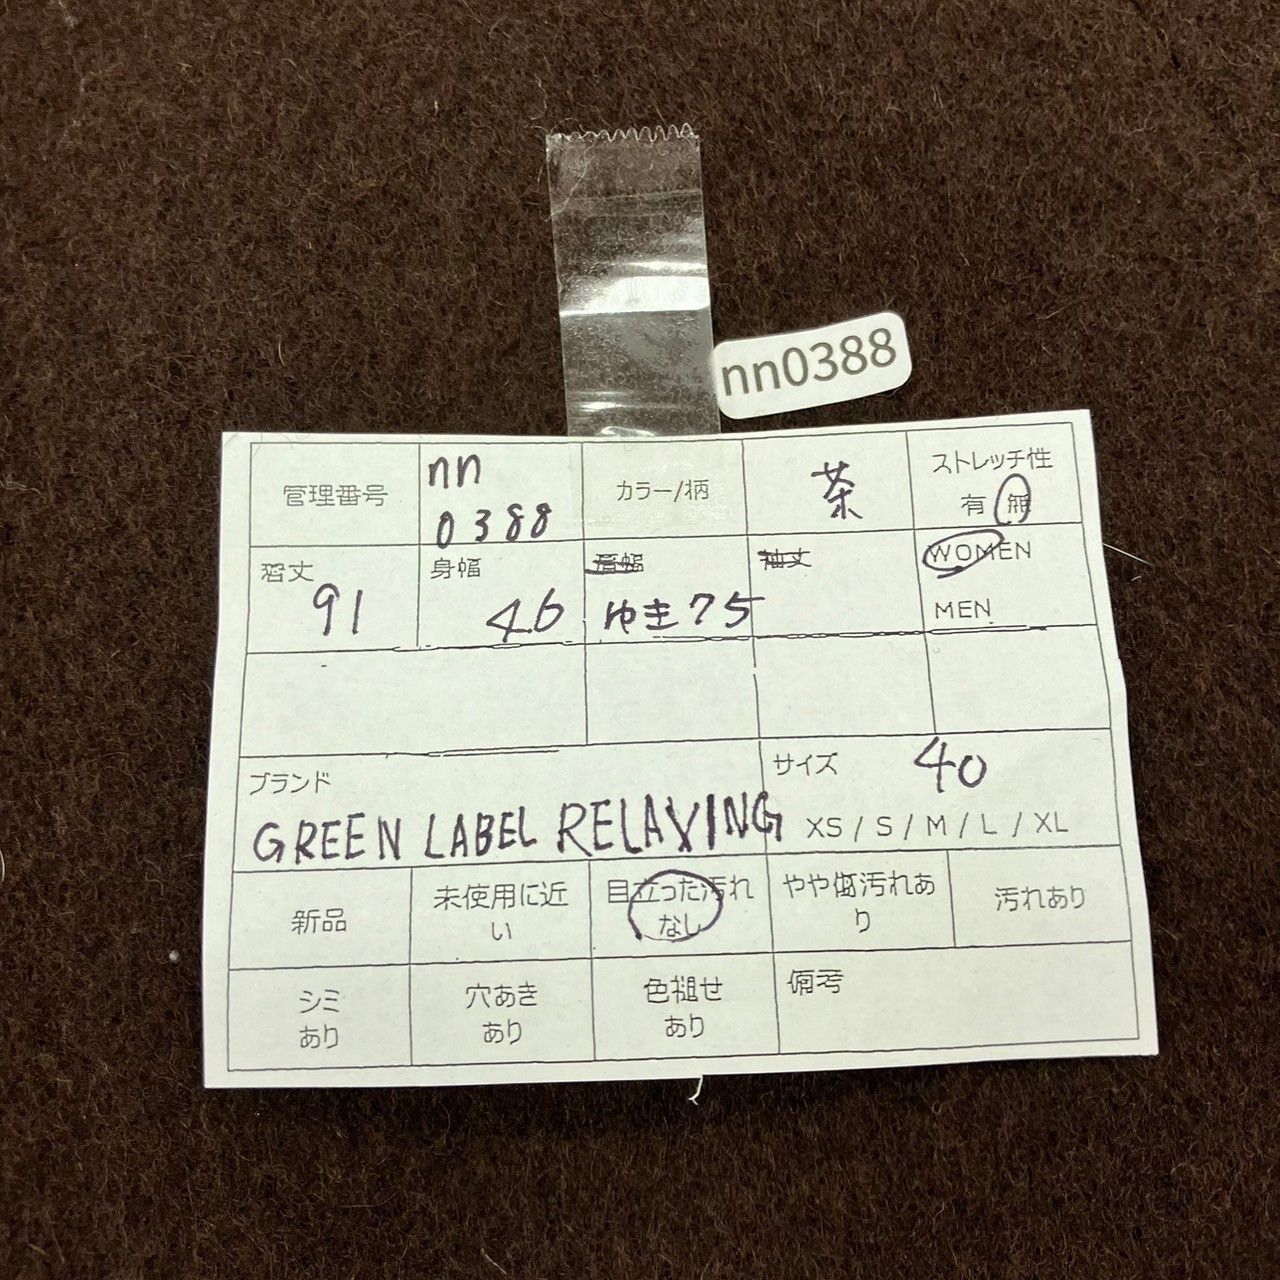 nn0388
管理番号
nn
0388
カラー/柄
茶
ストレッチ性
有 無
着丈
91
身幅
46
肩幅
ゆき75
袖丈
WOMEN
MEN
ブランド
GREEN LABEL RELAXING
サイズ
40
XS / S / M / L / XL
新品
未使用に近
い
目立った汚れ
なし
やや傷汚れあ
り
汚れあり
シミ
あり
穴あき
あり
色褪せ
あり
備考